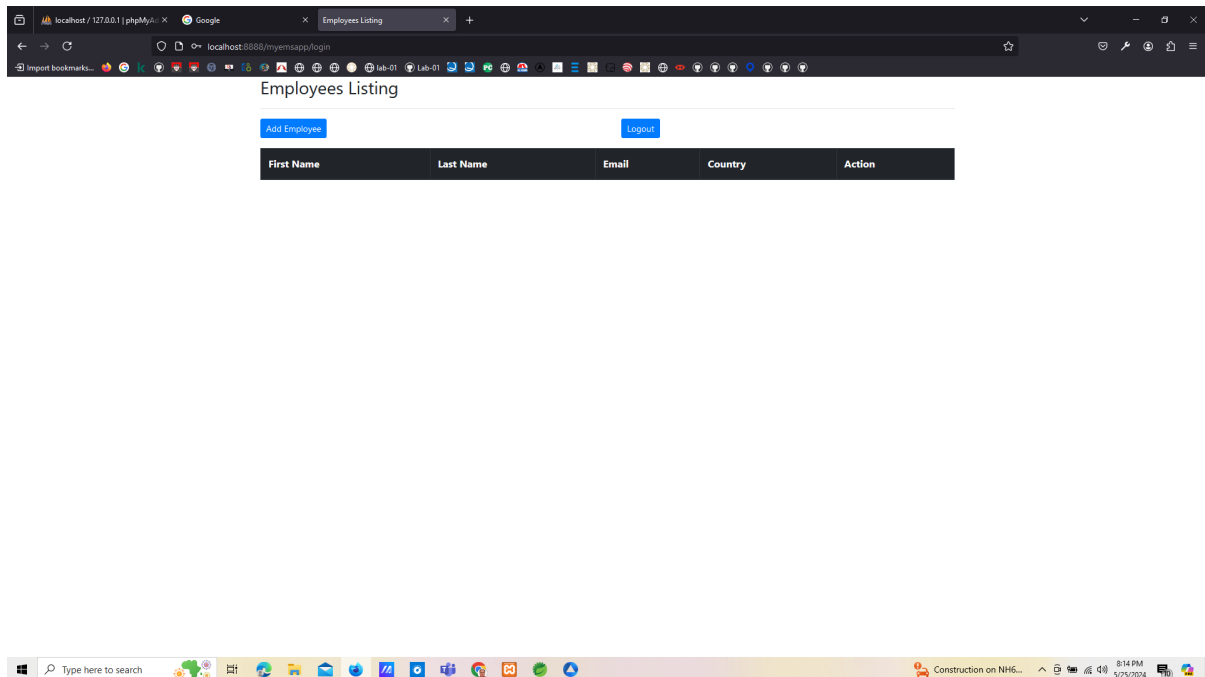 localhost / 127.0.0.1 | phpMyAd
Google
Employees Listing
localhost:8888/myemsapp/login
Import bookmarks...
lab-01
Lab-01
Employees Listing
Add Employee
Logout
First Name Last Name Email Country Action
Type here to search
Construction on NH6...
8:14 PM
5/25/2024